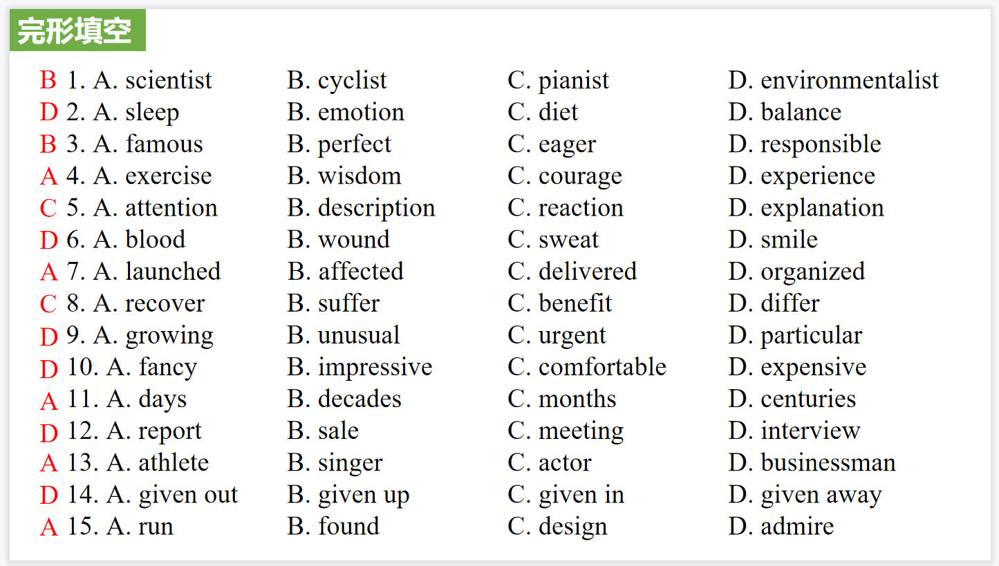 完形填空
B 1. A. scientist B. cyclist C. pianist D. environmentalist
D 2. A. sleep B. emotion C. diet D. balance
B 3. A. famous B. perfect C. eager D. responsible
A 4. A. exercise B. wisdom C. courage D. experience
C 5. A. attention B. description C. reaction D. explanation
D 6. A. blood B. wound C. sweat D. smile
A 7. A. launched B. affected C. delivered D. organized
C 8. A. recover B. suffer C. benefit D. differ
D 9. A. growing B. unusual C. urgent D. particular
D 10. A. fancy B. impressive C. comfortable D. expensive
A 11. A. days B. decades C. months D. centuries
D 12. A. report B. sale C. meeting D. interview
A 13. A. athlete B. singer C. actor D. businessman
D 14. A. given out B. given up C. given in D. given away
A 15. A. run B. found C. design D. admire